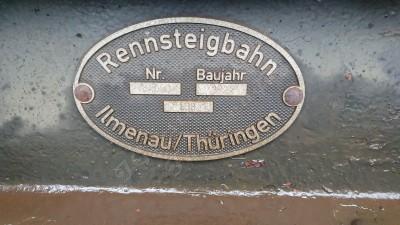 Rennsteigbahn
Nr. Baujahr
Ilmenau/Thüringen